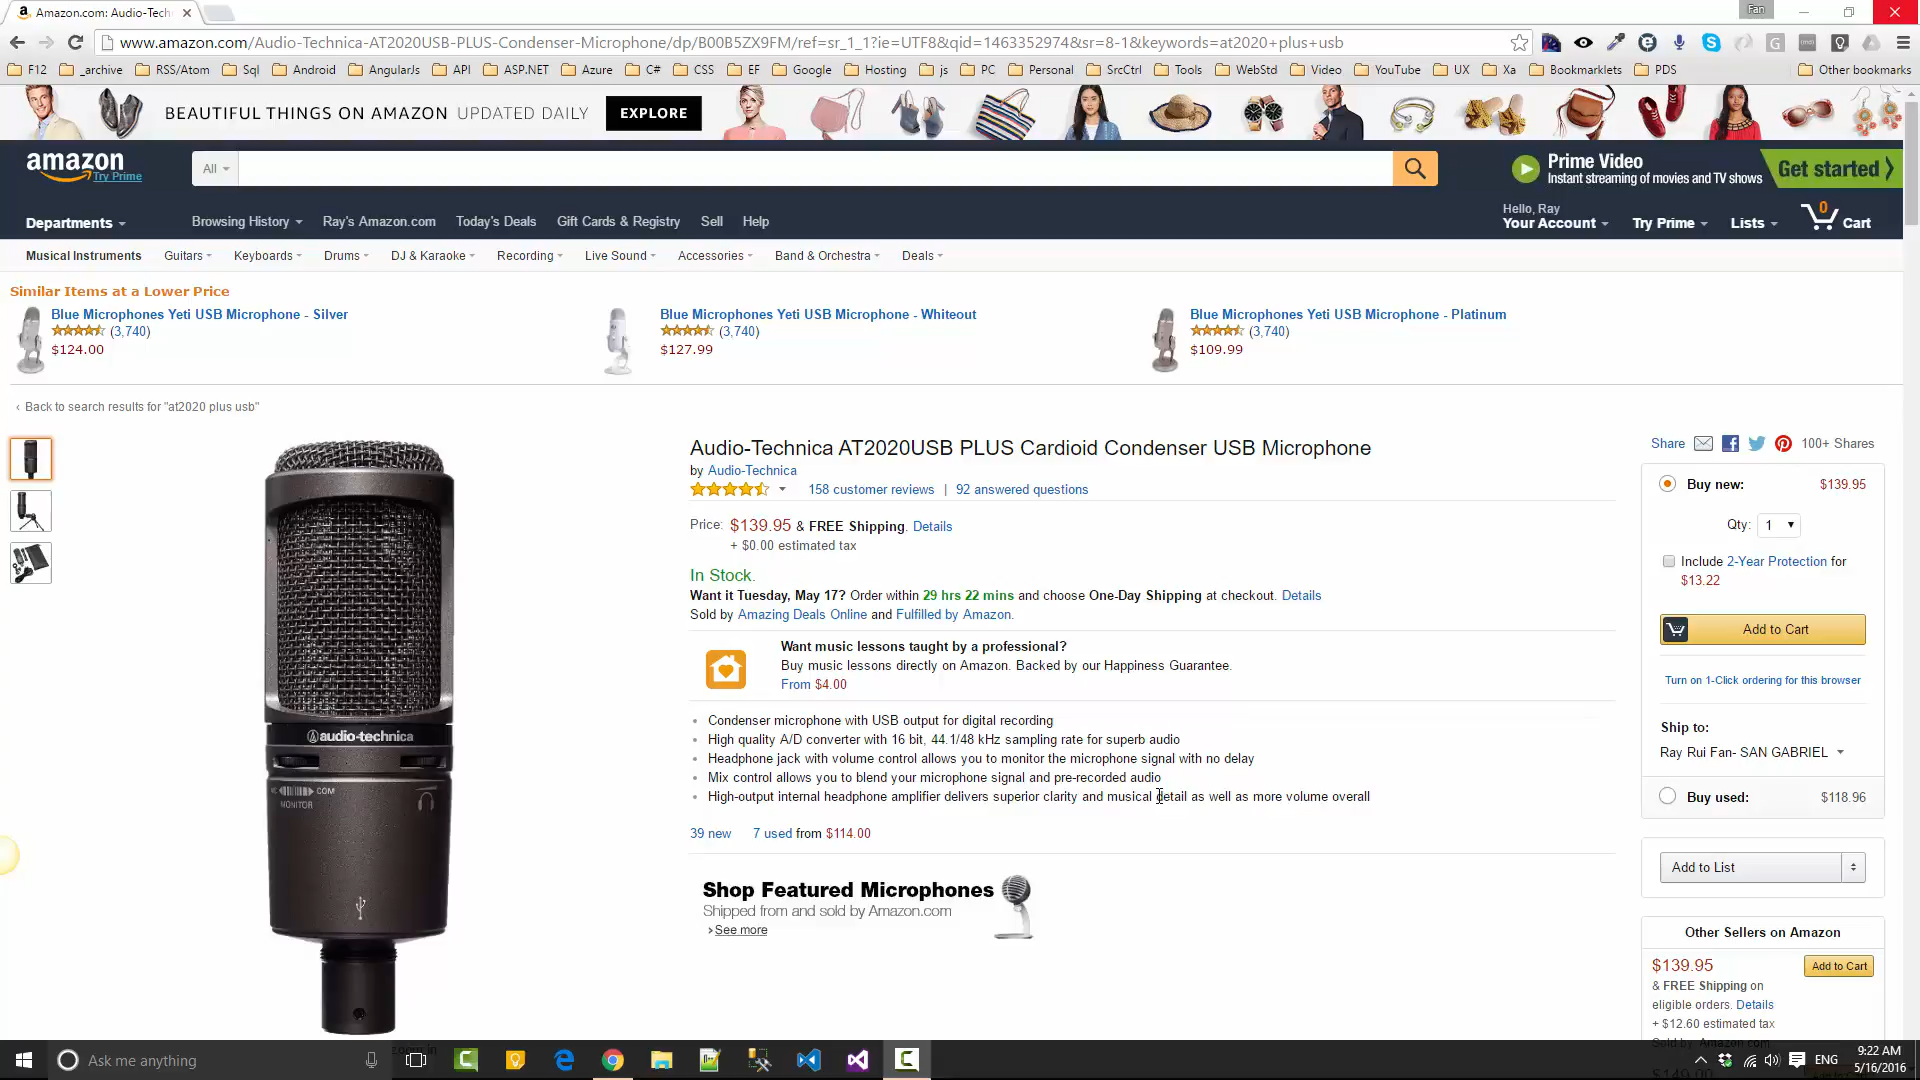 Amazon.com: Audio-Tech
Fan
www.amazon.com/Audio-Technica-AT2020USB-PLUS-Condenser-Microphone/dp/B00B5ZX9FM/ref=sr_1_1?ie=UTF8&qid=1463352974&sr=8-1&keywords=at2020+plus+usb
F12 _archive RSS/Atom Sql Android AngularJs API ASP.NET Azure C# CSS EF Google Hosting js PC Personal SrcCtrl Tools WebStd Video YouTube UX Xa Bookmarklets PDS Other bookmarks
BEAUTIFUL THINGS ON AMAZON UPDATED DAILY EXPLORE
amazon
Try Prime
All
Prime Video
Instant streaming of movies and TV shows
Get started
Departments
Browsing History Ray's Amazon.com Today's Deals Gift Cards & Registry Sell Help
Hello, Ray
Your Account Try Prime Lists 0 Cart
Musical Instruments Guitars Keyboards Drums DJ & Karaoke Recording Live Sound Accessories Band & Orchestra Deals
Similar Items at a Lower Price
Blue Microphones Yeti USB Microphone - Silver
(3,740)
$124.00
Blue Microphones Yeti USB Microphone - Whiteout
(3,740)
$127.99
Blue Microphones Yeti USB Microphone - Platinum
(3,740)
$109.99
‹ Back to search results for "at2020 plus usb"
audio-technica
MIC COM
MONITOR
Audio-Technica AT2020USB PLUS Cardioid Condenser USB Microphone
by Audio-Technica
158 customer reviews | 92 answered questions
Price: $139.95 & FREE Shipping. Details
+ $0.00 estimated tax
In Stock.
Want it Tuesday, May 17? Order within 29 hrs 22 mins and choose One-Day Shipping at checkout. Details
Sold by Amazing Deals Online and Fulfilled by Amazon.
Want music lessons taught by a professional?
Buy music lessons directly on Amazon. Backed by our Happiness Guarantee.
From $4.00
• Condenser microphone with USB output for digital recording
• High quality A/D converter with 16 bit, 44.1/48 kHz sampling rate for superb audio
• Headphone jack with volume control allows you to monitor the microphone signal with no delay
• Mix control allows you to blend your microphone signal and pre-recorded audio
• High-output internal headphone amplifier delivers superior clarity and musical detail as well as more volume overall
39 new 7 used from $114.00
Shop Featured Microphones
Shipped from and sold by Amazon.com
› See more
Share 100+ Shares
Buy new: $139.95
Qty: 1
Include 2-Year Protection for
$13.22
Add to Cart
Turn on 1-Click ordering for this browser
Ship to:
Ray Rui Fan- SAN GABRIEL
Buy used: $118.96
Add to List
Other Sellers on Amazon
$139.95 Add to Cart
& FREE Shipping on
eligible orders. Details
+ $12.60 estimated tax
Sold by: Amazon.com
$149.00
Ask me anything
ENG
9:22 AM
5/16/2016